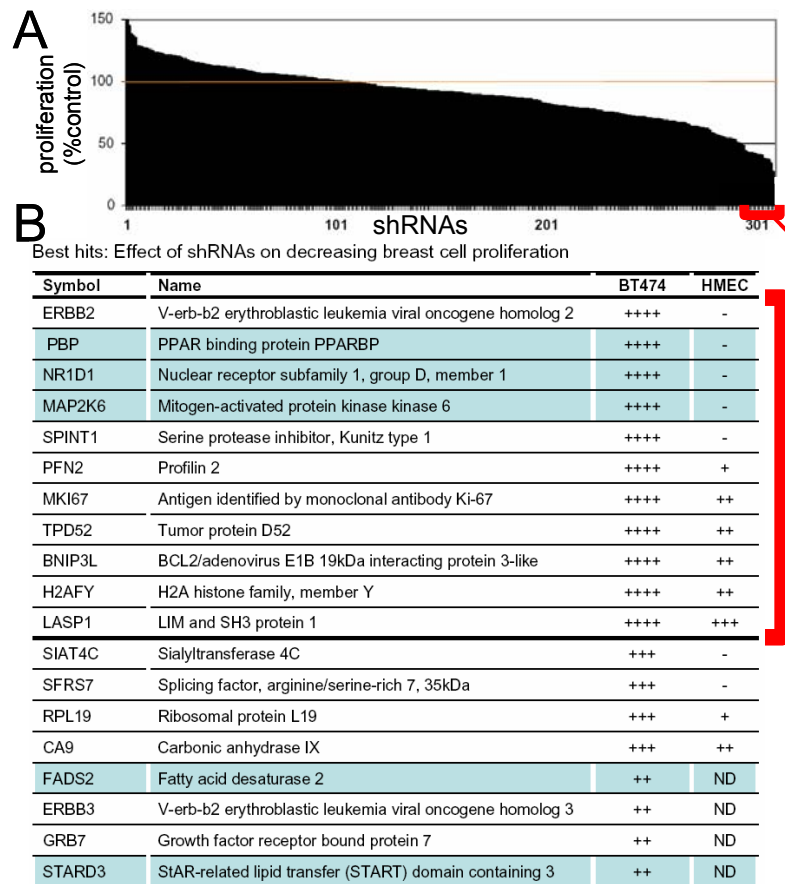 A
proliferation
(%control)
150
100
50
0
1 101 201 301
shRNAs
B
Best hits: Effect of shRNAs on decreasing breast cell proliferation
Symbol Name BT474 HMEC
ERBB2 V-erb-b2 erythroblastic leukemia viral oncogene homolog 2 ++++ -
PBP PPAR binding protein PPARBP ++++ -
NR1D1 Nuclear receptor subfamily 1, group D, member 1 ++++ -
MAP2K6 Mitogen-activated protein kinase kinase 6 ++++ -
SPINT1 Serine protease inhibitor, Kunitz type 1 ++++ -
PFN2 Profilin 2 ++++ +
MKI67 Antigen identified by monoclonal antibody Ki-67 ++++ ++
TPD52 Tumor protein D52 ++++ ++
BNIP3L BCL2/adenovirus E1B 19kDa interacting protein 3-like ++++ ++
H2AFY H2A histone family, member Y ++++ ++
LASP1 LIM and SH3 protein 1 ++++ +++
SIAT4C Sialyltransferase 4C +++ -
SFRS7 Splicing factor, arginine/serine-rich 7, 35kDa +++ -
RPL19 Ribosomal protein L19 +++ +
CA9 Carbonic anhydrase IX +++ ++
FADS2 Fatty acid desaturase 2 ++ ND
ERBB3 V-erb-b2 erythroblastic leukemia viral oncogene homolog 3 ++ ND
GRB7 Growth factor receptor bound protein 7 ++ ND
STARD3 StAR-related lipid transfer (START) domain containing 3 ++ ND